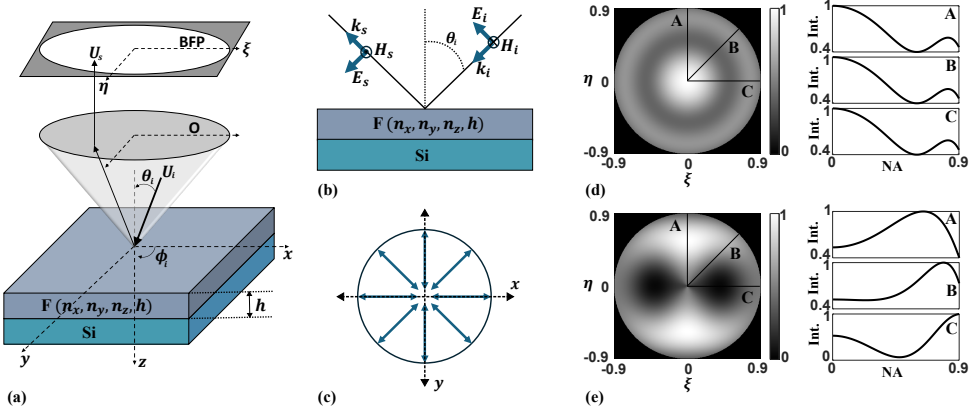 BFP
ξ
U_s
η
O
θ_i
U_i
x
ϕ_i
F (n_x, n_y, n_z, h)
h
Si
y
z
(a)
k_s
H_s
E_s
θ_i
E_i
H_i
k_i
F (n_x, n_y, n_z, h)
Si
(b)
x
y
(c)
0.9
A
B
η 0
C
-0.9
-0.9 0 0.9
ξ
1
0
(d)
1
A
Int.
0.4
1
B
Int.
0.4
1
C
Int.
0.4
0 NA 0.9
0.9
A
B
η 0
C
-0.9
-0.9 0 0.9
ξ
1
0
(e)
1
A
Int.
0.4
1
B
Int.
0.4
1
C
Int.
0
0 NA 0.9